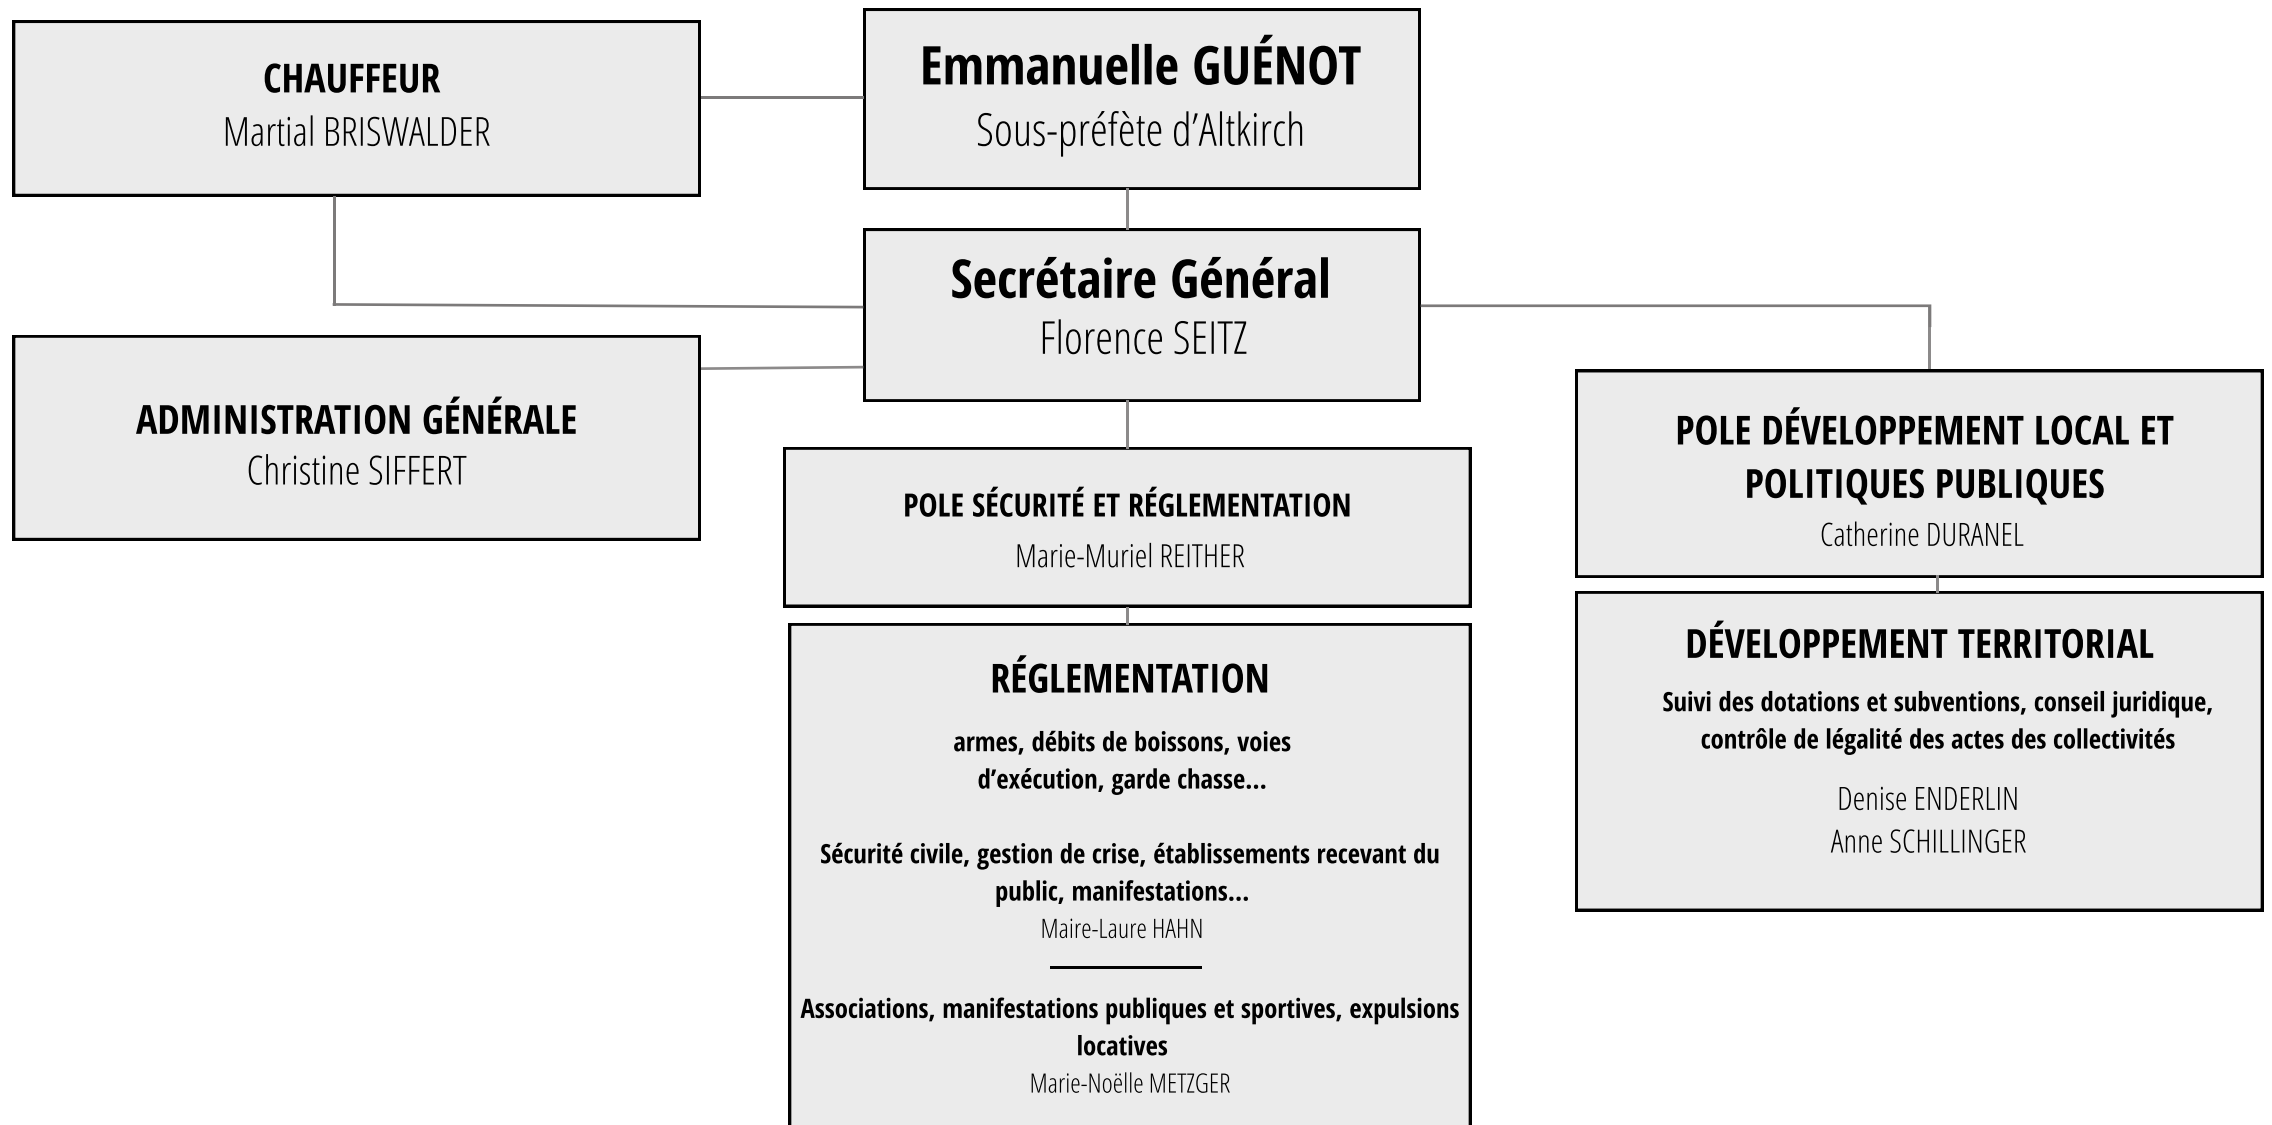 CHAUFFEUR
Martial BRISWALDER
Emmanuelle GUÉNOT
Sous-préfète d’Altkirch
Secrétaire Général
Florence SEITZ
ADMINISTRATION GÉNÉRALE
Christine SIFFERT
POLE SÉCURITÉ ET RÉGLEMENTATION
Marie-Muriel REITHER
RÉGLEMENTATION
armes, débits de boissons, voies
d’exécution, garde chasse...
Sécurité civile, gestion de crise, établissements recevant du
public, manifestations...
Maire-Laure HAHN
Associations, manifestations publiques et sportives, expulsions
locatives
Marie-Noëlle METZGER
POLE DÉVELOPPEMENT LOCAL ET
POLITIQUES PUBLIQUES
Catherine DURANEL
DÉVELOPPEMENT TERRITORIAL
Suivi des dotations et subventions, conseil juridique,
contrôle de légalité des actes des collectivités
Denise ENDERLIN
Anne SCHILLINGER